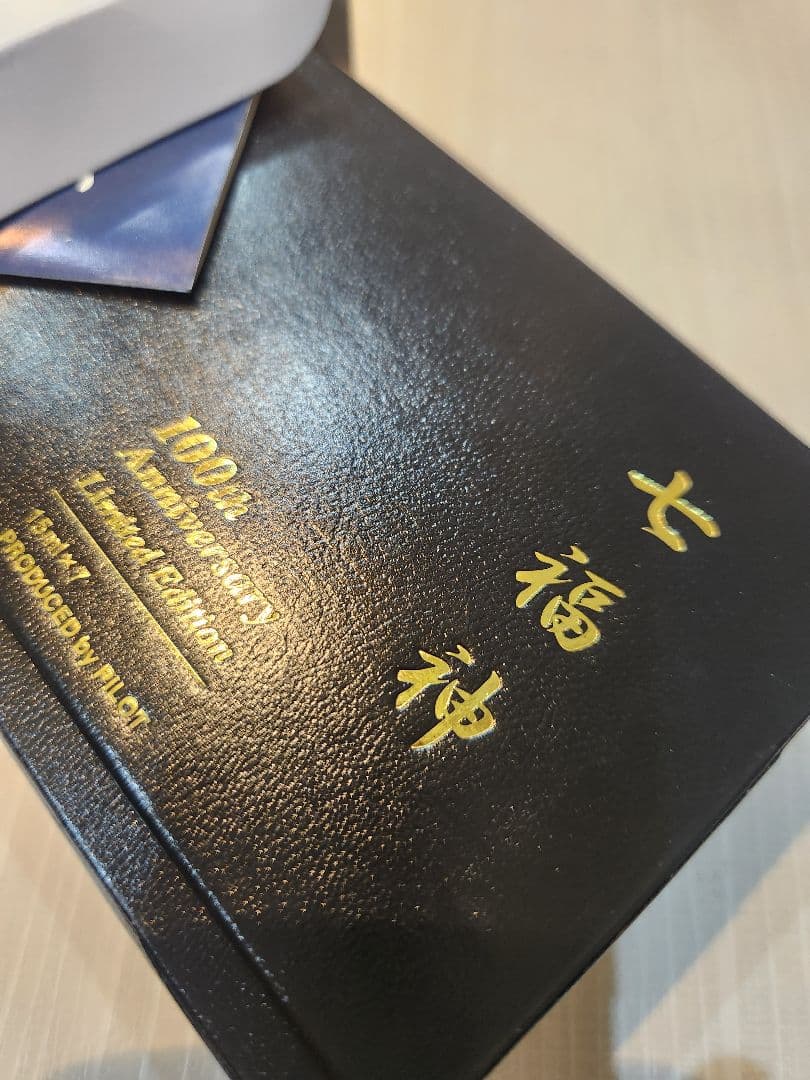 七福神
100th
Anniversary
Limited Edition
15ml×7
PRODUCED by PILOT